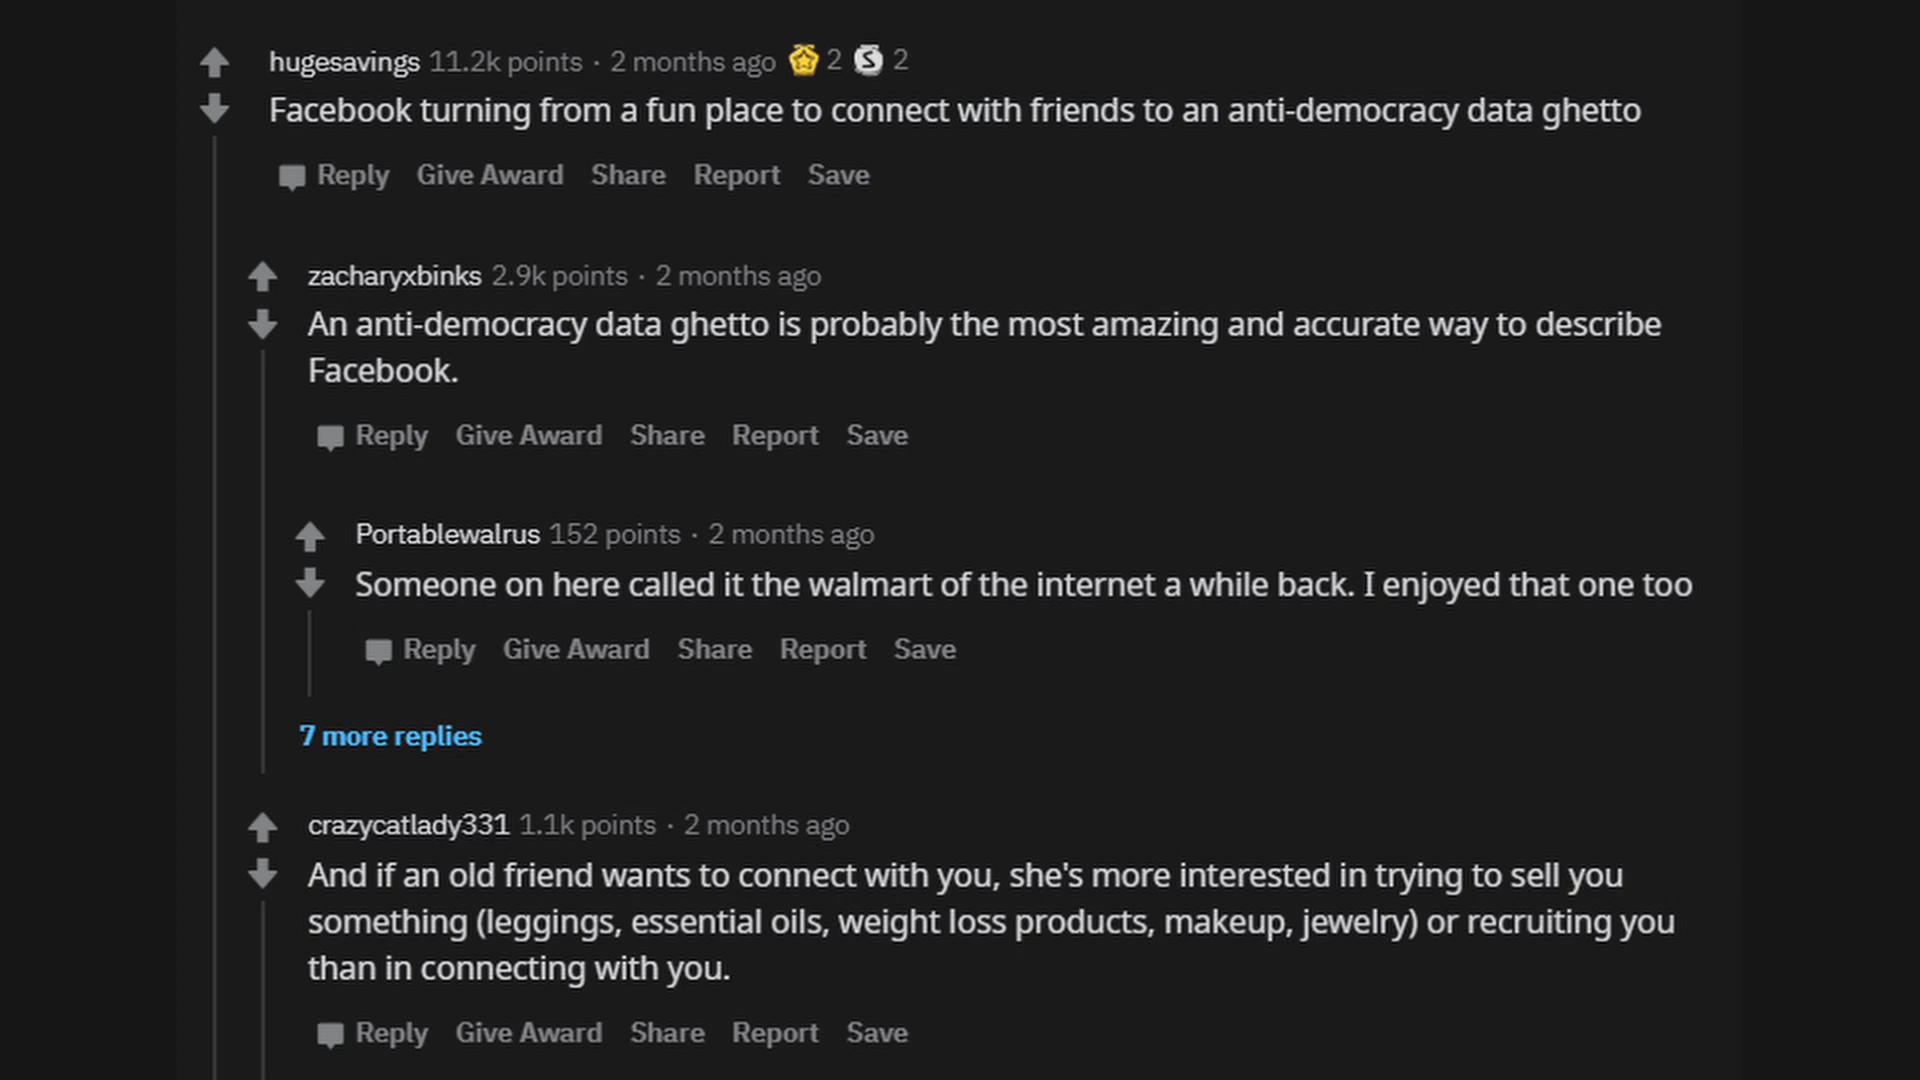 hugesavings 11.2k points · 2 months ago 2 S 2
Facebook turning from a fun place to connect with friends to an anti-democracy data ghetto
Reply Give Award Share Report Save
zacharyxbinks 2.9k points · 2 months ago
An anti-democracy data ghetto is probably the most amazing and accurate way to describe
Facebook.
Reply Give Award Share Report Save
Portablewalrus 152 points · 2 months ago
Someone on here called it the walmart of the internet a while back. I enjoyed that one too
Reply Give Award Share Report Save
7 more replies
crazycatlady331 1.1k points · 2 months ago
And if an old friend wants to connect with you, she's more interested in trying to sell you
something (leggings, essential oils, weight loss products, makeup, jewelry) or recruiting you
than in connecting with you.
Reply Give Award Share Report Save